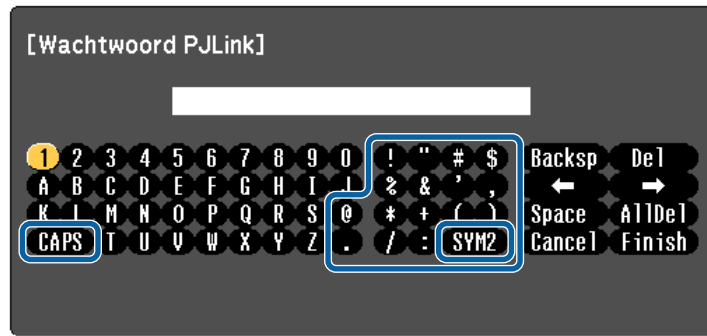 [Wachtwoord PJLink]
1 2 3 4 5 6 7 8 9 0 ! " # $ Backsp Del
A B C D E F G H I J % & ' , ← →
K L M N O P Q R S @ * + ( ) Space AllDel
CAPS T U V W X Y Z . / : SYM2 Cancel Finish